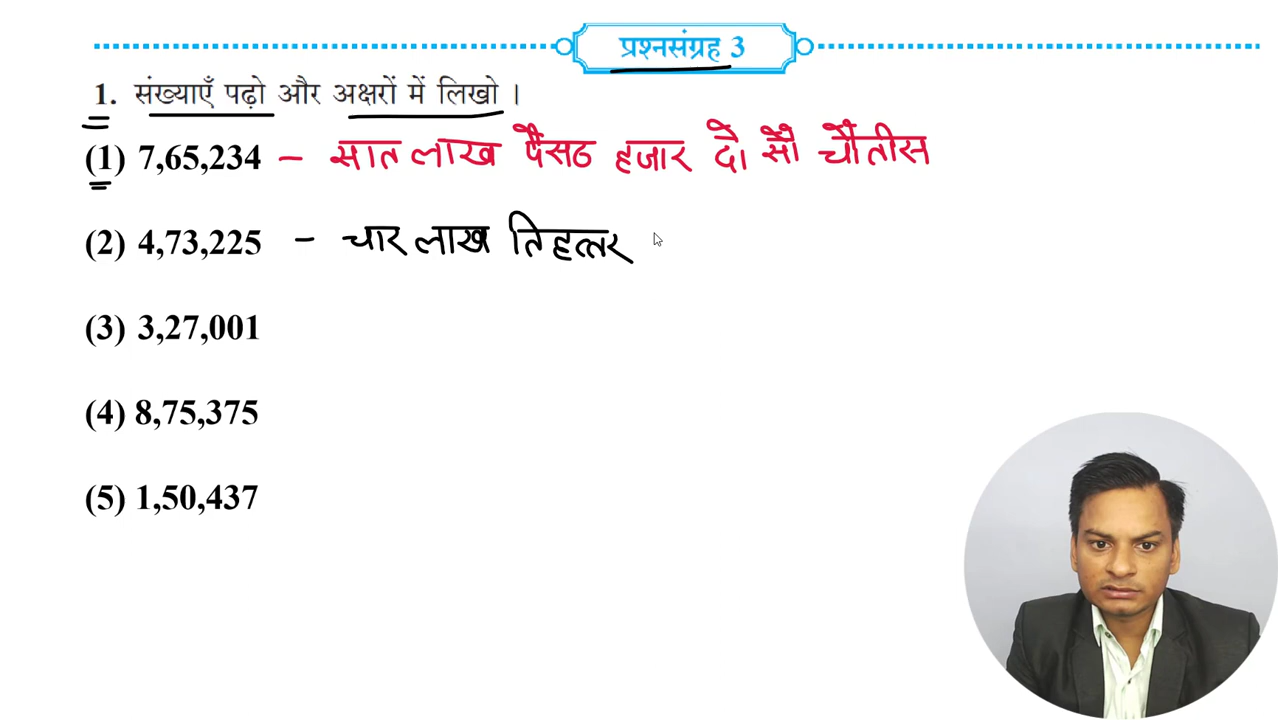 प्रश्नसंग्रह 3
1. संख्याएँ पढ़ो और अक्षरों में लिखो ।
(1) 7,65,234 – सात लाख पैंसठ हजार दो सौ चौंतीस
(2) 4,73,225 – चार लाख तिहत्तर
(3) 3,27,001
(4) 8,75,375
(5) 1,50,437